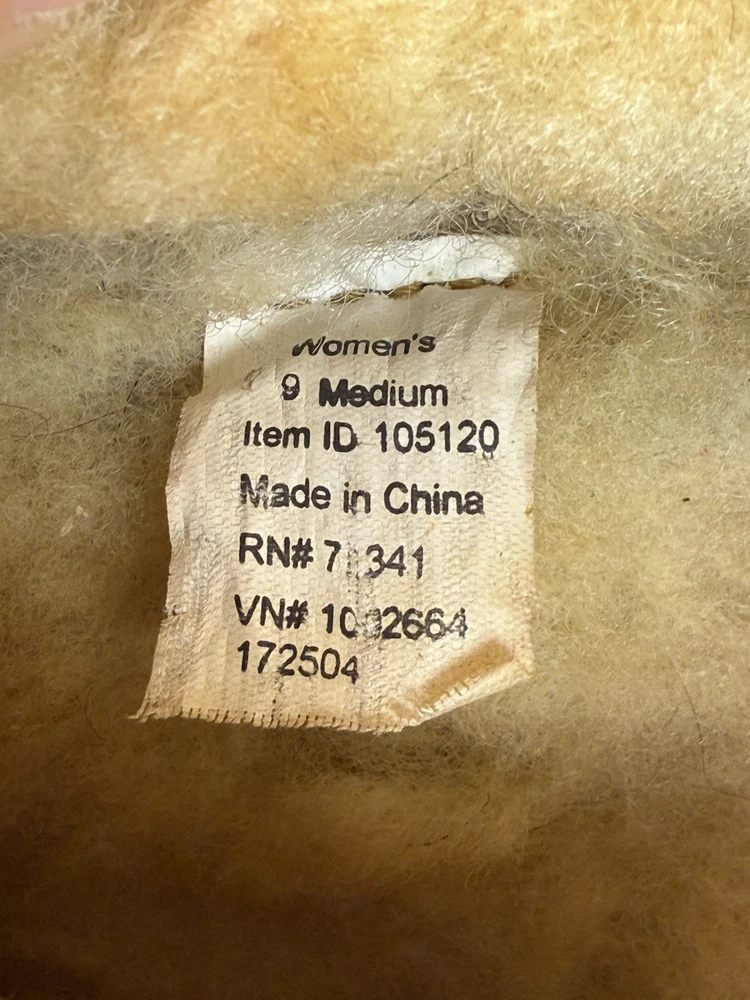 Women's
9 Medium
Item ID 105120
Made in China
RN#
VN#
172504